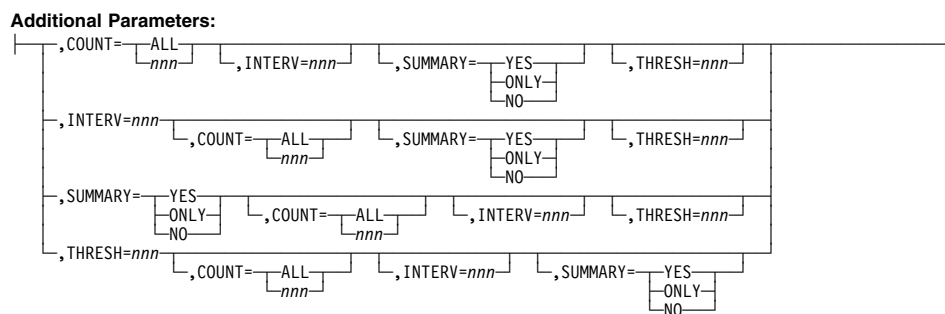 Additional Parameters:
,COUNT= ALL ,INTERV=nnn ,SUMMARY= YES ,THRESH=nnn
nnn ONLY
NO
,INTERV=nnn ,COUNT= ALL ,SUMMARY= YES ,THRESH=nnn
nnn ONLY
NO
,SUMMARY= YES ,COUNT= ALL ,INTERV=nnn ,THRESH=nnn
ONLY nnn
NO
,THRESH=nnn ,COUNT= ALL ,INTERV=nnn ,SUMMARY= YES
nnn ONLY
NO